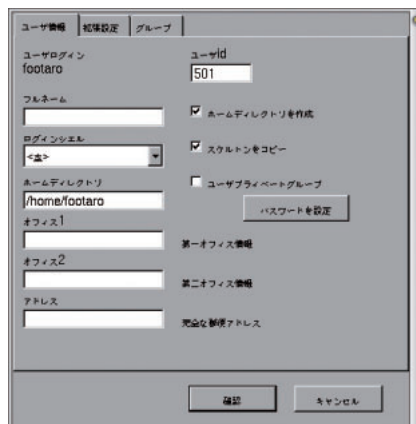 ユーザ情報 拡張設定 グループ
ユーザログイン
footaro
ユーザid
501
フルネーム
ホームディレクトリを作成
ログインシェル
スケルトンをコピー
ホームディレクトリ
/home/footaro
ユーザプライベートグループ
パスワードを設定
オフィス1
第一オフィス情報
オフィス2
第二オフィス情報
アドレス
完全な郵便アドレス
確認 キャンセル